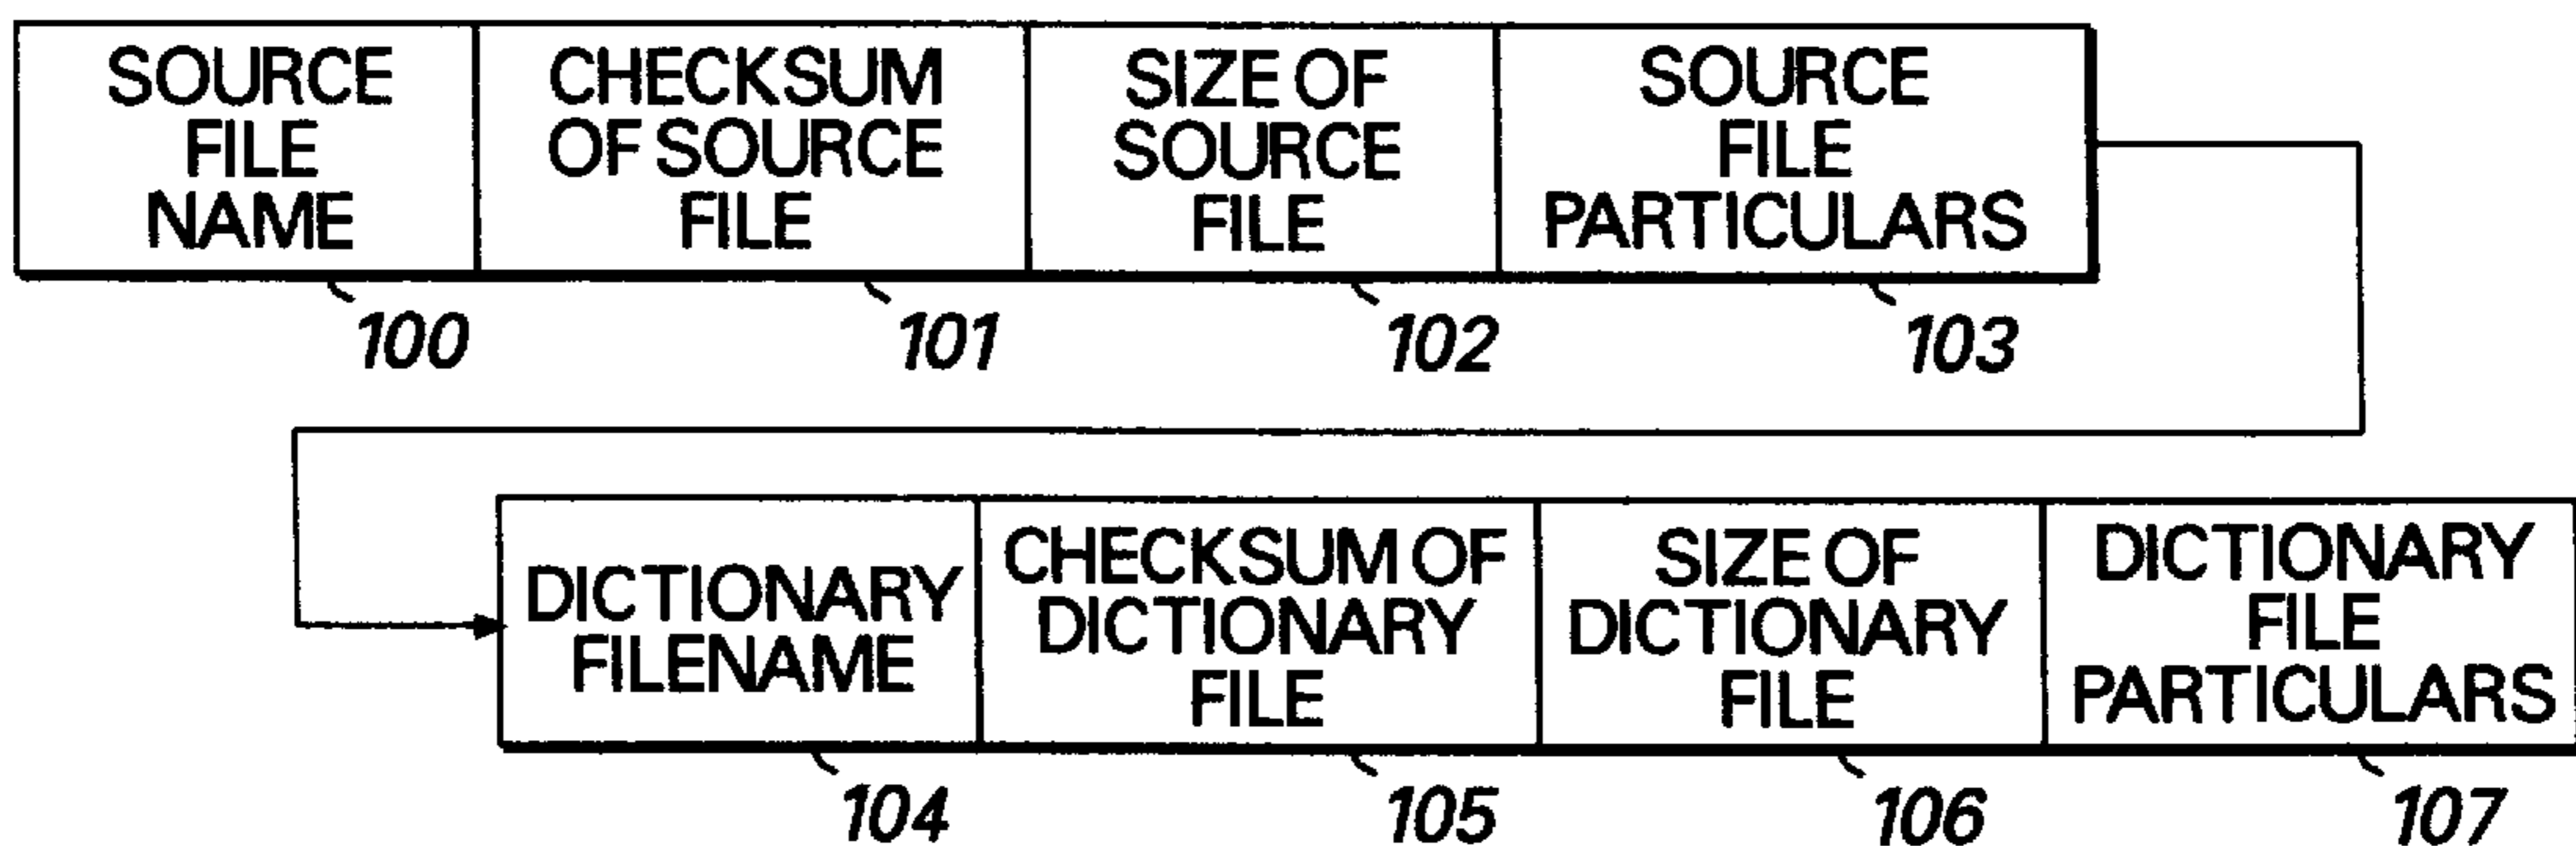 SOURCE
FILE
NAME
CHECKSUM
OF SOURCE
FILE
SIZE OF
SOURCE
FILE
SOURCE
FILE
PARTICULARS
100
101
102
103
DICTIONARY
FILENAME
CHECKSUM OF
DICTIONARY
FILE
SIZE OF
DICTIONARY
FILE
DICTIONARY
FILE
PARTICULARS
104
105
106
107